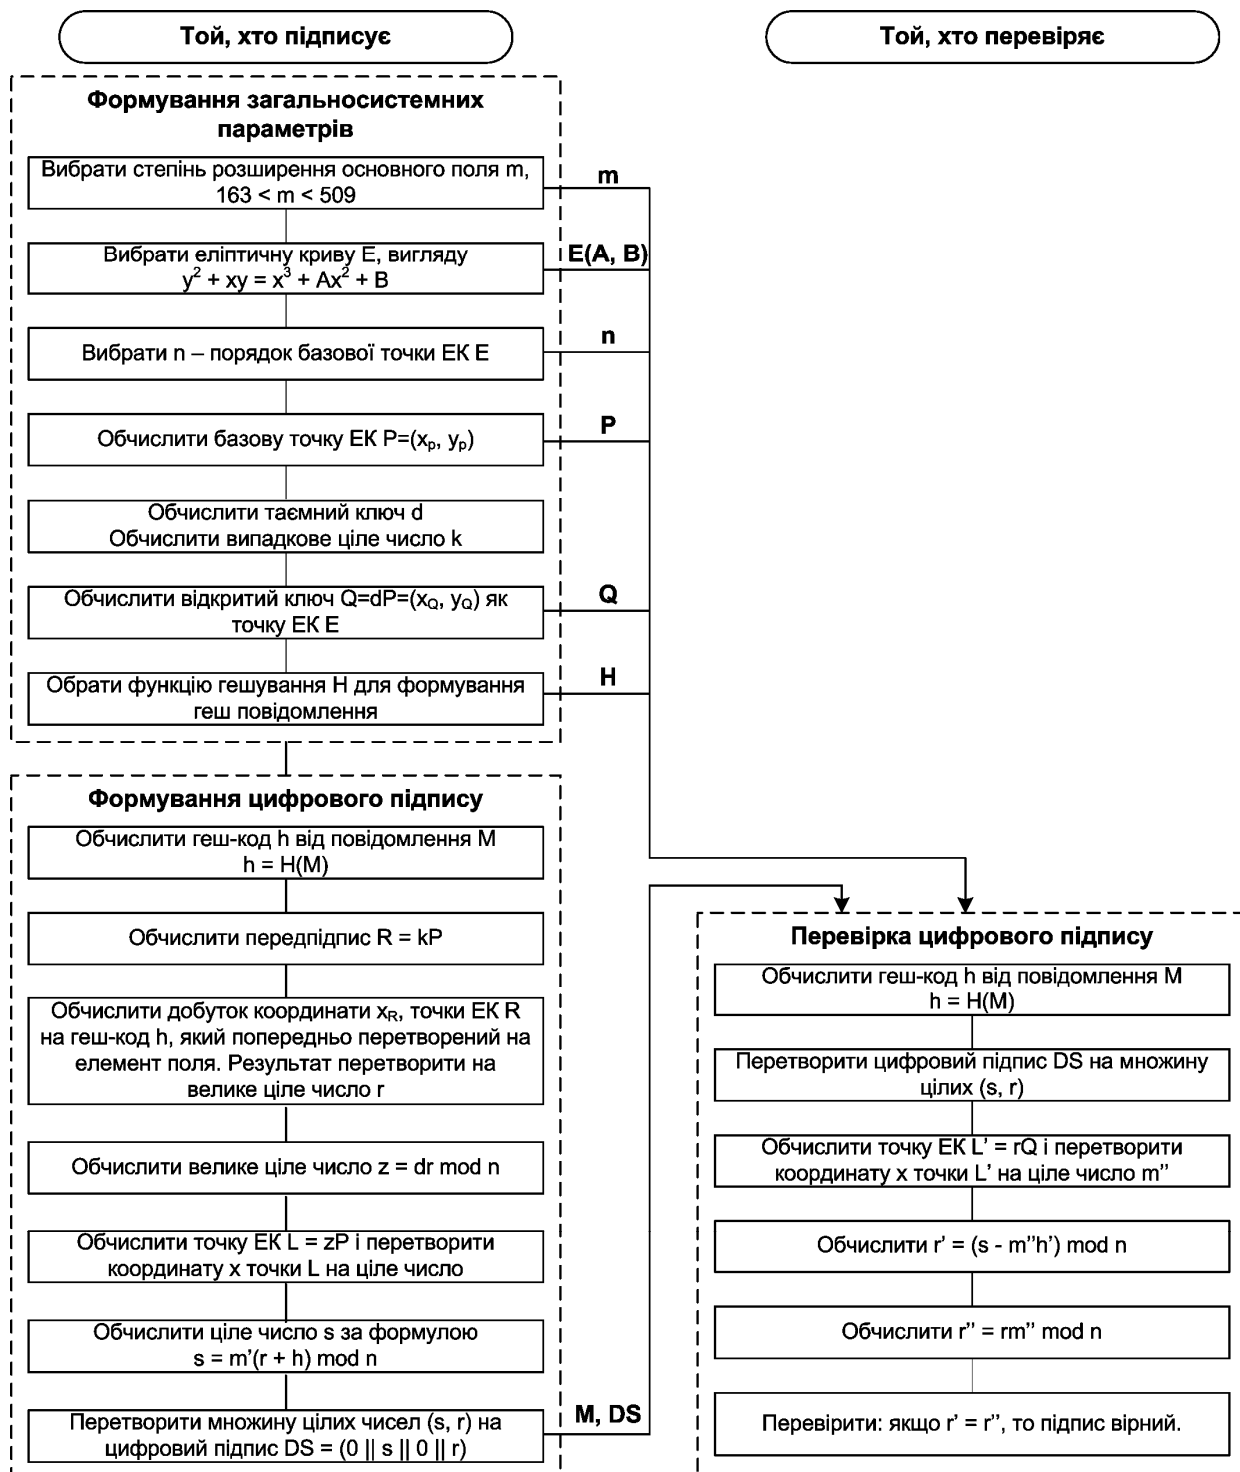 Той, хто підписує
Той, хто перевіряє
Формування загальносистемних
параметрів
Вибрати степінь розширення основного поля m,
163 < m < 509
m
Вибрати еліптичну криву E, вигляду
y² + xy = x³ + Ax² + B
E(A, B)
Вибрати n – порядок базової точки ЕК E
n
Обчислити базову точку ЕК P=(xₚ, yₚ)
P
Обчислити таємний ключ d
Обчислити випадкове ціле число k
Обчислити відкритий ключ Q=dP=(x_Q, y_Q) як
точку ЕК E
Q
Обрати функцію гешування H для формування
геш повідомлення
H
Формування цифрового підпису
Обчислити геш-код h від повідомлення M
h = H(M)
Обчислити передпідпис R = kP
Обчислити добуток координати x_R, точки ЕК R
на геш-код h, який попередньо перетворений на
елемент поля. Результат перетворити на
велике ціле число r
Обчислити велике ціле число z = dr mod n
Обчислити точку ЕК L = zP і перетворити
координату x точки L на ціле число
Обчислити ціле число s за формулою
s = m’(r + h) mod n
Перетворити множину цілих чисел (s, r) на
цифровий підпис DS = (0 || s || 0 || r)
M, DS
Перевірка цифрового підпису
Обчислити геш-код h від повідомлення M
h = H(M)
Перетворити цифровий підпис DS на множину
цілих (s, r)
Обчислити точку ЕК L’ = rQ і перетворити
координату x точки L’ на ціле число m’’
Обчислити r’ = (s - m’’h’) mod n
Обчислити r’’ = rm’’ mod n
Перевірити: якщо r’ = r’’, то підпис вірний.